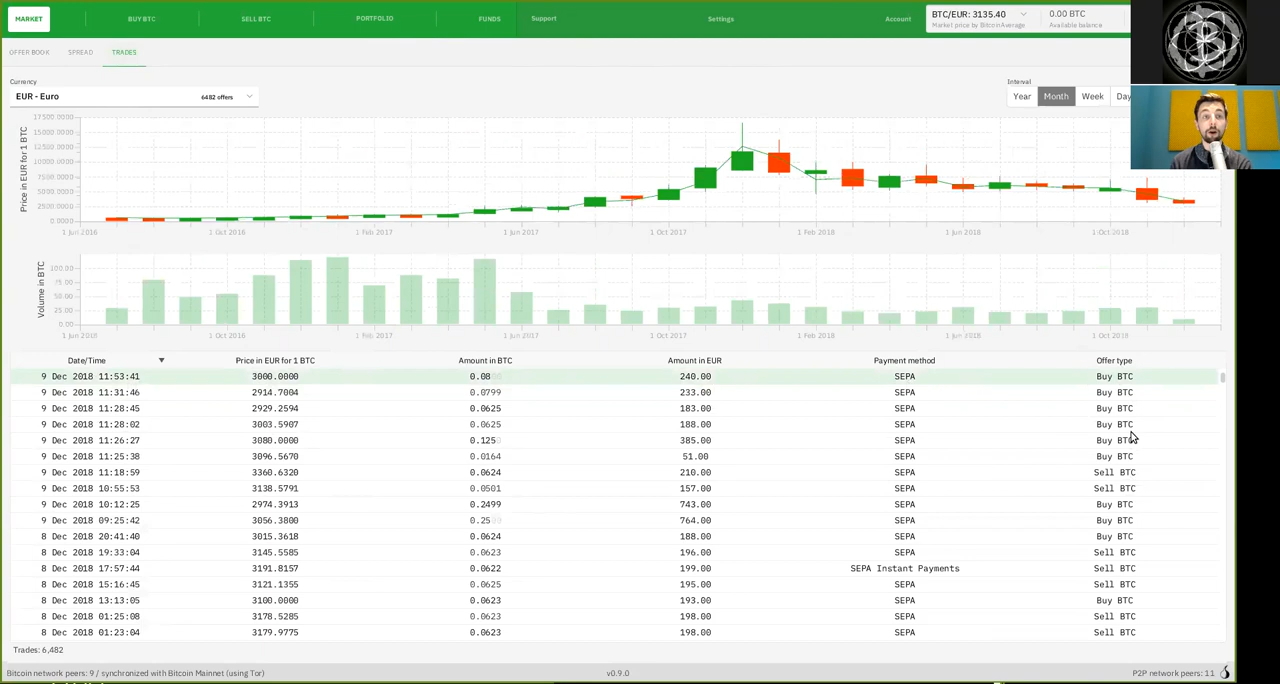 MARKET BUY BTC SELL BTC PORTFOLIO FUNDS Support Settings Account BTC/EUR: 3135.40 0.00 BTC
Market price by BitcoinAverage Available balance
OFFER BOOK SPREAD TRADES
Currency Interval
EUR - Euro 6482 offers Year Month Week Day
Price in EUR for 1 BTC
17500.0000
15000.0000
12500.0000
10000.0000
7500.0000
5000.0000
2500.0000
0.0000
1 Jun 2016 1 Oct 2016 1 Feb 2017 1 Jun 2017 1 Oct 2017 1 Feb 2018 1 Jun 2018 1 Oct 2018
Volume in BTC
100.00
75.00
50.00
25.00
0.00
1 Jun 2016 1 Oct 2016 1 Feb 2017 1 Jun 2017 1 Oct 2017 1 Feb 2018 1 Jun 2018 1 Oct 2018
Date/Time Price in EUR for 1 BTC Amount in BTC Amount in EUR Payment method Offer type
9 Dec 2018 11:53:41 3000.0000 0.0800 240.00 SEPA Buy BTC
9 Dec 2018 11:31:46 2914.7004 0.0799 233.00 SEPA Buy BTC
9 Dec 2018 11:28:45 2929.2594 0.0625 183.00 SEPA Buy BTC
9 Dec 2018 11:28:02 3003.5907 0.0625 188.00 SEPA Buy BTC
9 Dec 2018 11:26:27 3080.0000 0.1250 385.00 SEPA Buy BTC
9 Dec 2018 11:25:38 3096.5670 0.0164 51.00 SEPA Buy BTC
9 Dec 2018 11:18:59 3360.6320 0.0624 210.00 SEPA Sell BTC
9 Dec 2018 10:55:53 3138.5791 0.0501 157.00 SEPA Sell BTC
9 Dec 2018 10:12:25 2974.3913 0.2499 743.00 SEPA Buy BTC
9 Dec 2018 09:25:42 3056.3800 0.2500 764.00 SEPA Buy BTC
8 Dec 2018 20:41:40 3015.3618 0.0624 188.00 SEPA Buy BTC
8 Dec 2018 19:33:04 3145.5585 0.0623 196.00 SEPA Sell BTC
8 Dec 2018 17:57:44 3191.8157 0.0622 199.00 SEPA Instant Payments Sell BTC
8 Dec 2018 15:16:45 3121.1355 0.0625 195.00 SEPA Sell BTC
8 Dec 2018 13:13:05 3100.0000 0.0623 193.00 SEPA Buy BTC
8 Dec 2018 01:25:08 3178.5285 0.0623 198.00 SEPA Sell BTC
8 Dec 2018 01:23:04 3179.9775 0.0623 198.00 SEPA Sell BTC
Trades: 6,482
Bitcoin network peers: 9 / synchronized with Bitcoin Mainnet (using Tor) v0.9.0 P2P network peers: 11